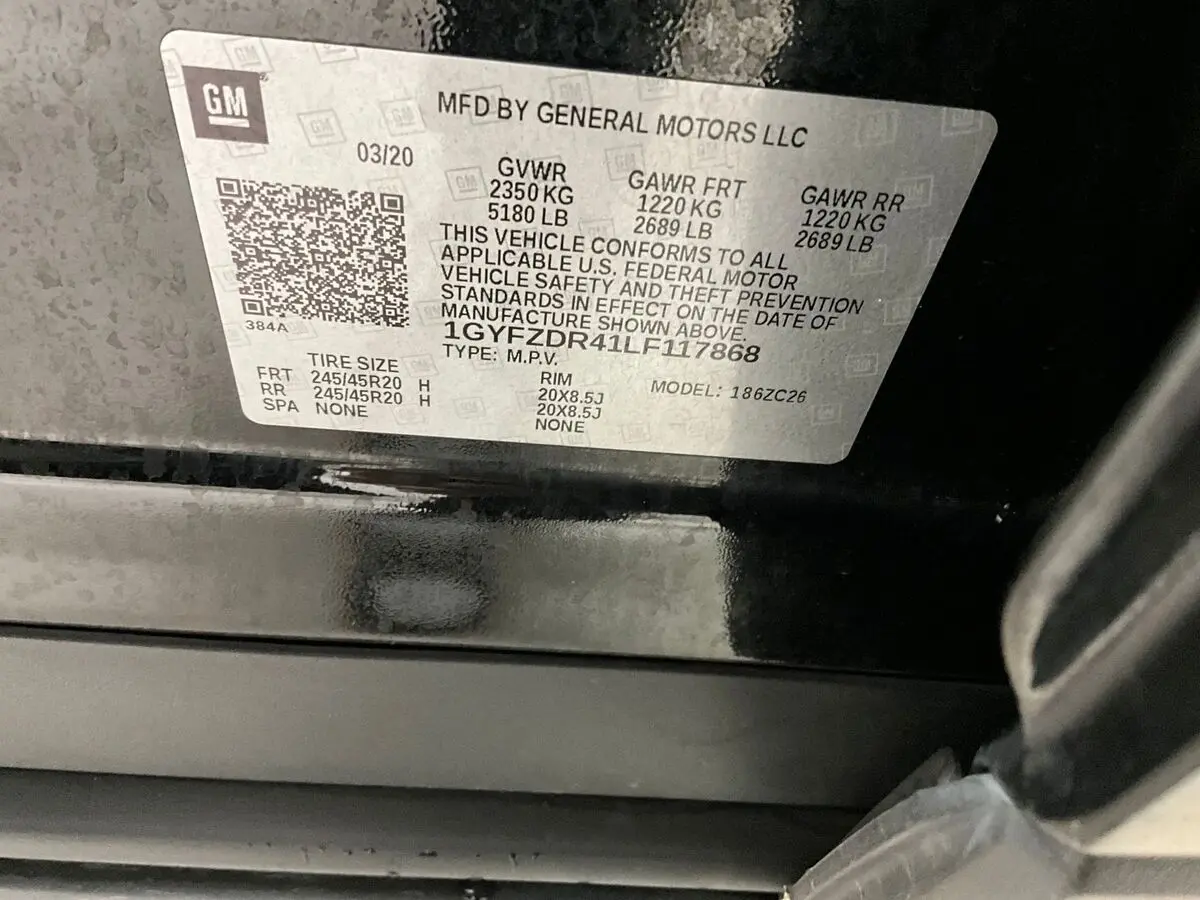 GM
MFD BY GENERAL MOTORS LLC
03/20
GVWR
2350 KG
5180 LB
GAWR FRT
1220 KG
2689 LB
GAWR RR
1220 KG
2689 LB
THIS VEHICLE CONFORMS TO ALL
APPLICABLE U.S. FEDERAL MOTOR
VEHICLE SAFETY AND THEFT PREVENTION
STANDARDS IN EFFECT ON THE DATE OF
MANUFACTURE SHOWN ABOVE.
1GYFZDR41LF117868
384A
TYPE: M.P.V.
MODEL: 186ZC26
TIRE SIZE
RIM
FRT 245/45R20 H 20X8.5J
RR 245/45R20 H 20X8.5J
SPA NONE NONE